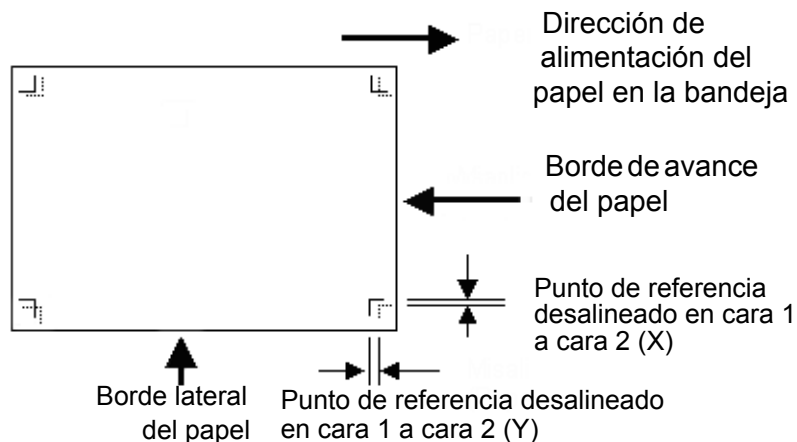 Dirección de
alimentación del
papel en la bandeja
Borde de avance
del papel
Punto de referencia
desalineado en cara 1
a cara 2 (X)
Borde lateral
del papel
Punto de referencia desalineado
en cara 1 a cara 2 (Y)